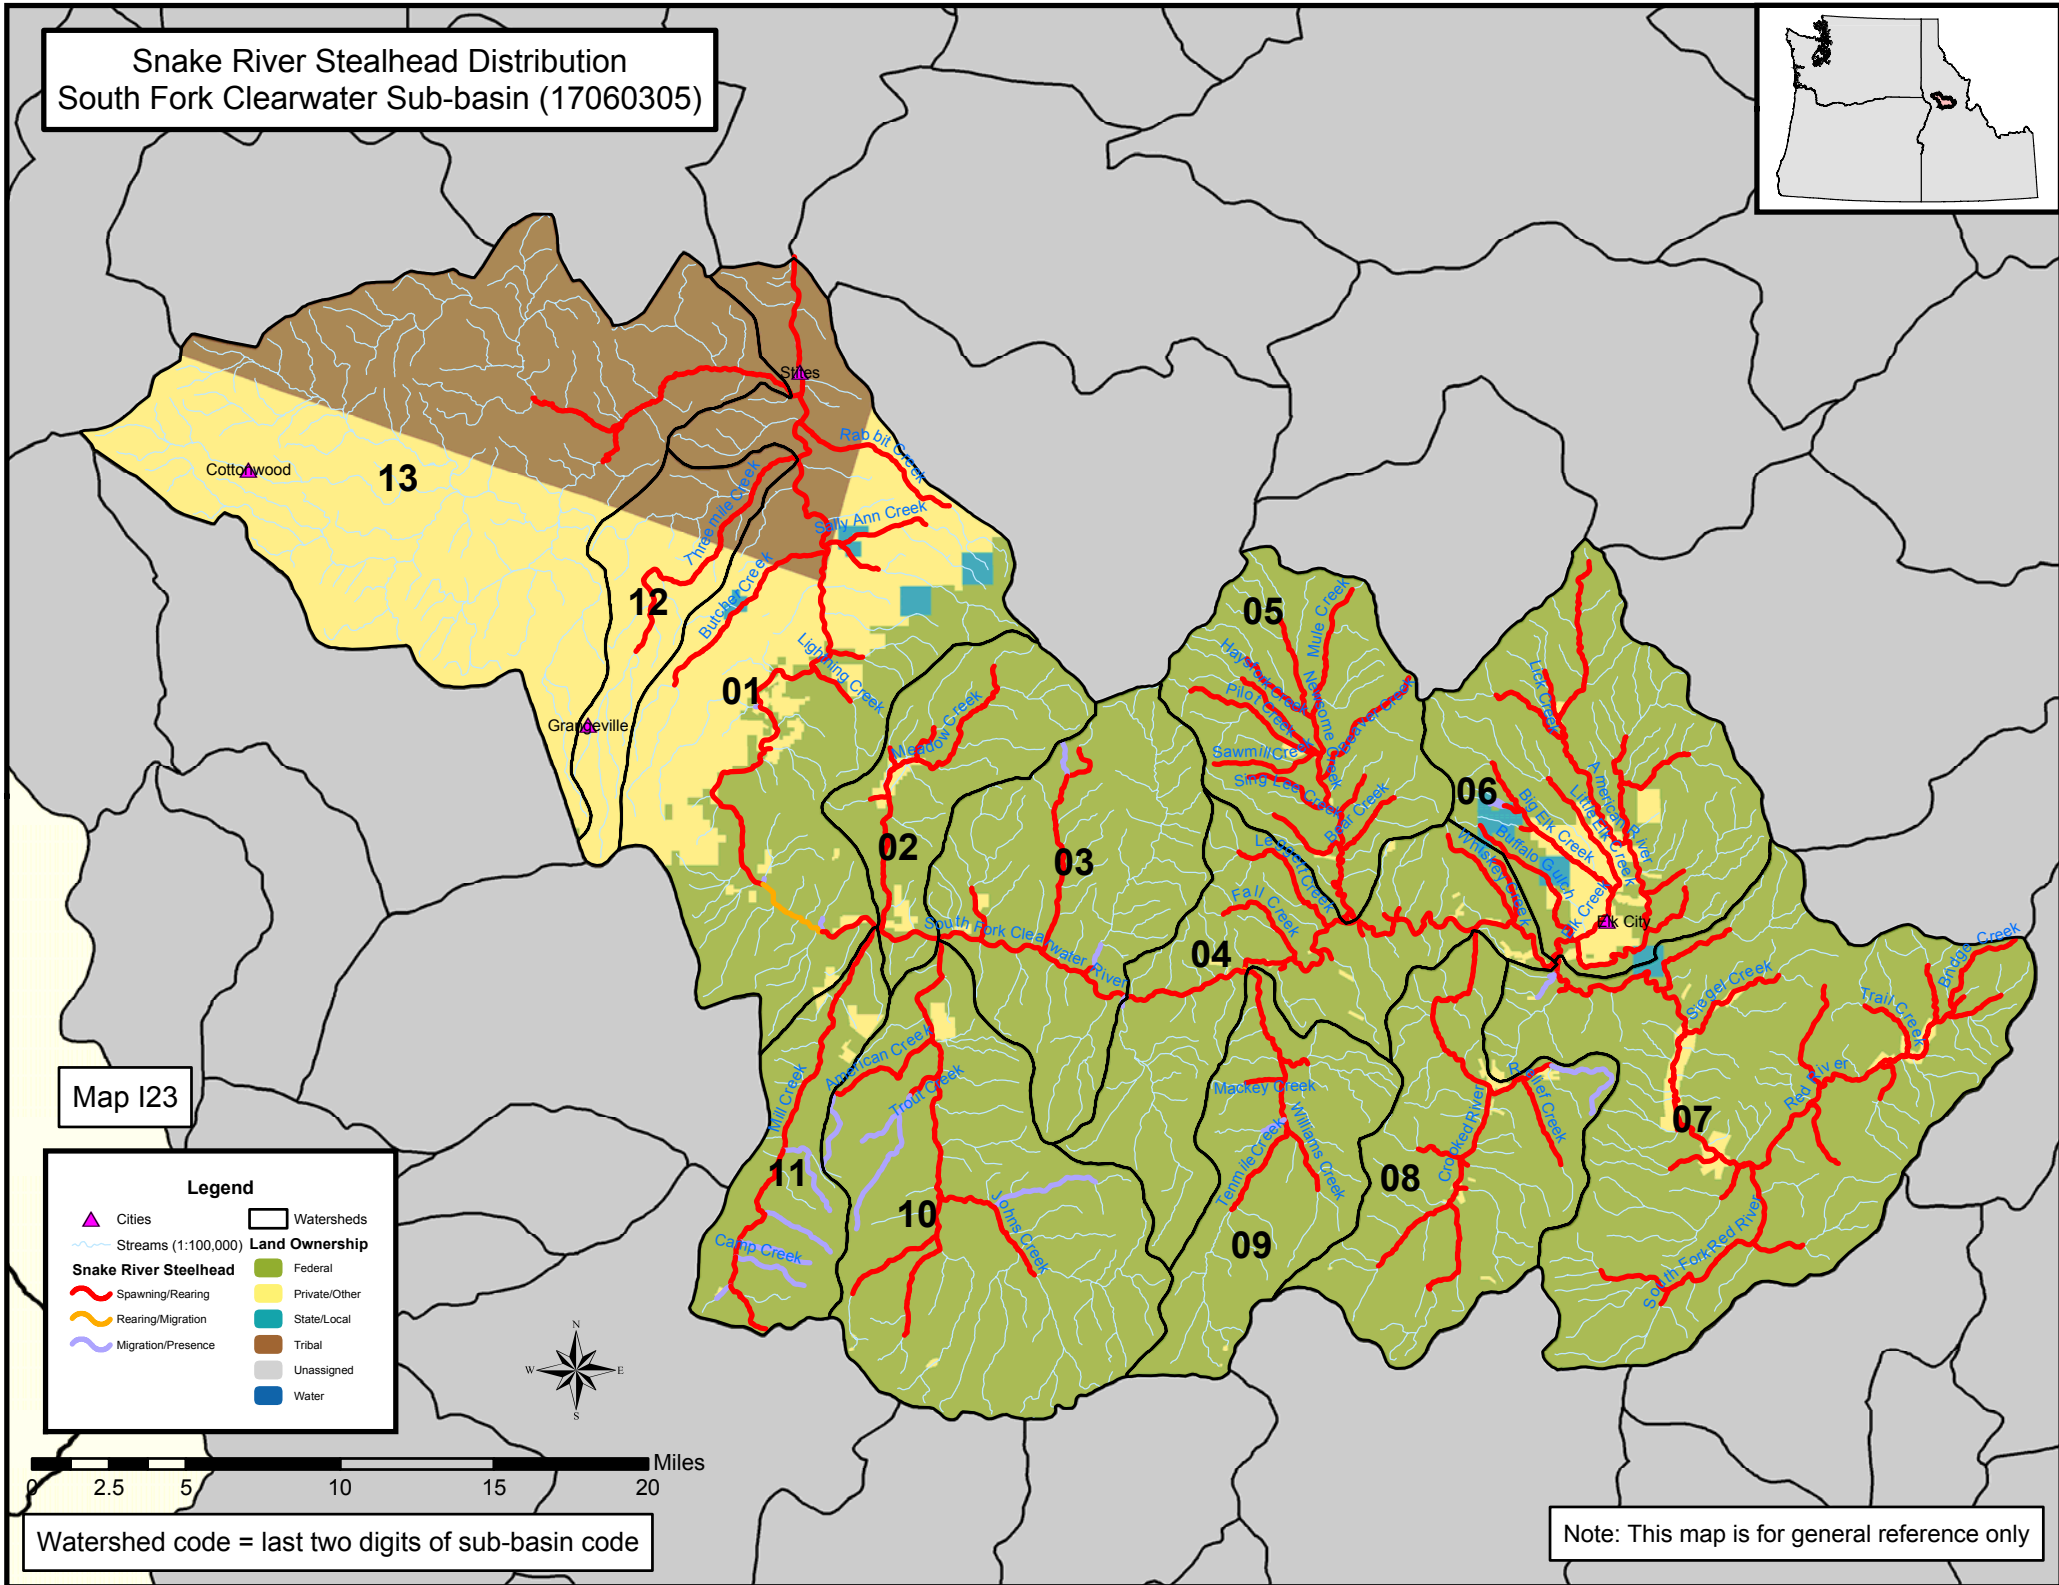 Snake River Stealhead Distribution
South Fork Clearwater Sub-basin (17060305)
Stites
Rabbit Creek
Cottonwood
13
Threemile Creek
Sally Ann Creek
Butcher Creek
12
05
Mule Creek
Lightning Creek
01
Haysfork Creek
Pilot Creek
Newsome Creek
Beaver Creek
Lick Creek
Grangeville
Meadow Creek
Sawmill Creek
Sing Lee Creek
American River
06
Big Elk Creek
Little Elk Creek
Bear Creek
02
03
Leggett Creek
Whiskey Creek
Buffalo Gulch
Fall Creek
Elk Creek
Elk City
South Fork Clearwater River
04
Siegel Creek
Trail Creek
Bridge Creek
American Creek
Mill Creek
Trout Creek
Mackey Creek
Williams Creek
Tenmile Creek
Crooked River
Relief Creek
Red River
07
11
08
10
Johns Creek
Camp Creek
09
South Fork Red River
Map I23
Legend
Cities
Watersheds
Streams (1:100,000)
Land Ownership
Snake River Steelhead
Federal
Spawning/Rearing
Private/Other
Rearing/Migration
State/Local
Migration/Presence
Tribal
Unassigned
Water
N
W
E
S
Miles
0 2.5 5 10 15 20
Watershed code = last two digits of sub-basin code
Note: This map is for general reference only